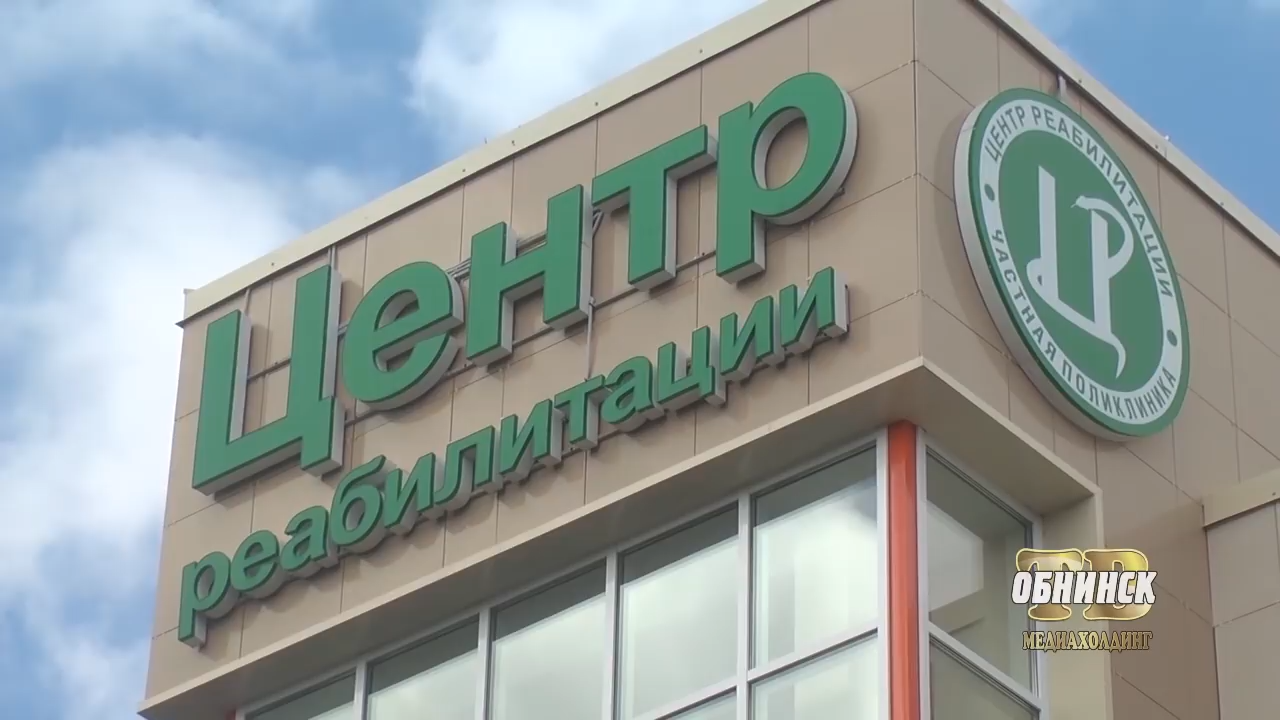 Центр
реабилитации
ЦЕНТР РЕАБИЛИТАЦИИ
ЧАСТНАЯ ПОЛИКЛИНИКА
ЦР
ТВ
ОБНИНСК
МЕДИАХОЛДИНГ